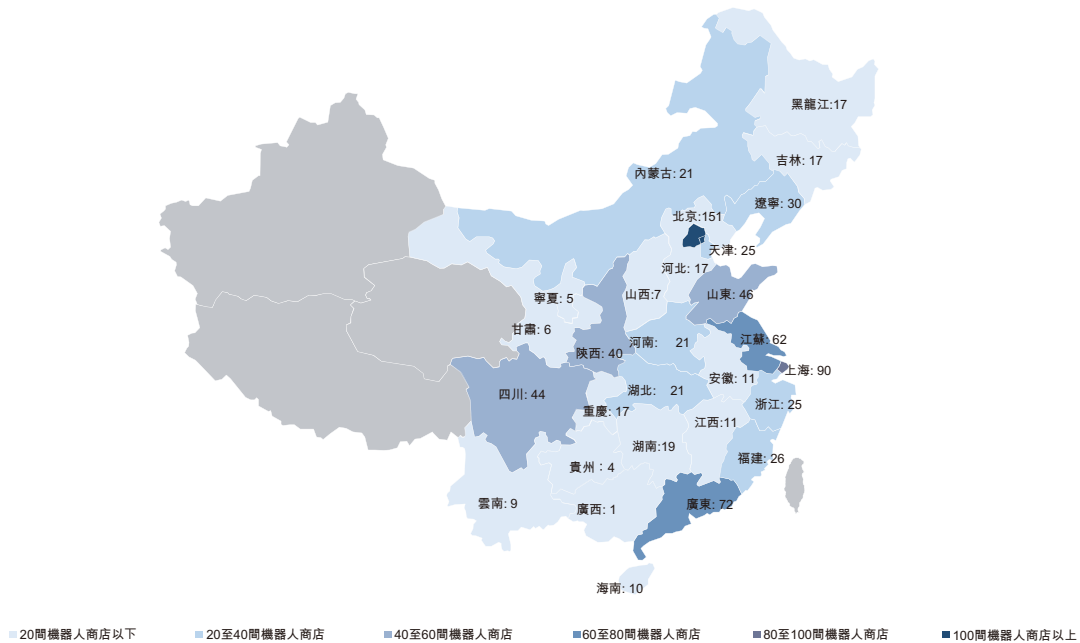 黑龍江:17
吉林: 17
內蒙古: 21
遼寧: 30
北京:151
天津: 25
河北: 17
山西:7
山東: 46
寧夏: 5
甘肅: 6
陝西: 40
河南: 21
江蘇: 62
上海: 90
安徽: 11
四川: 44
湖北: 21
重慶: 17
浙江: 25
江西:11
湖南:19
福建: 26
貴州：4
雲南: 9
廣西: 1
廣東: 72
海南: 10
20間機器人商店以下
20至40間機器人商店
40至60間機器人商店
60至80間機器人商店
80至100間機器人商店
100間機器人商店以上